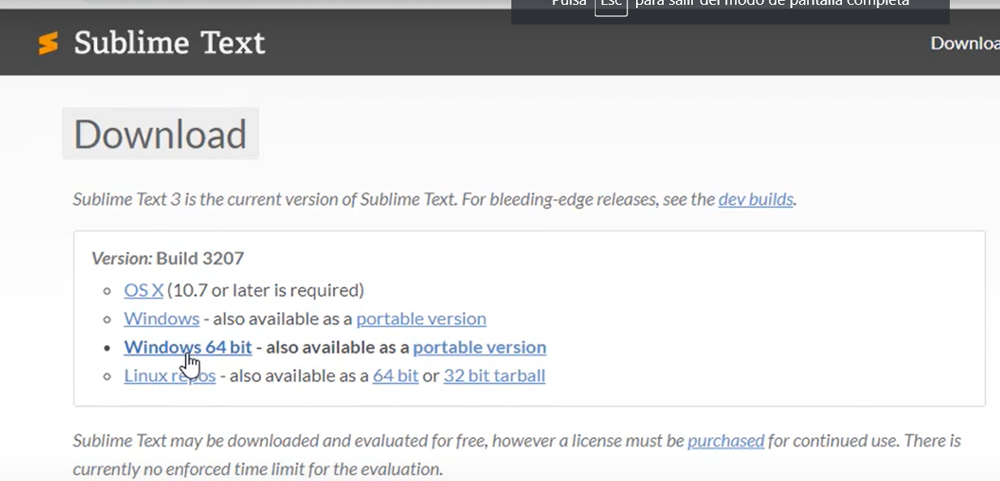 Pulsa Esc para salir del modo de pantalla completa
Sublime Text
Download
Sublime Text 3 is the current version of Sublime Text. For bleeding-edge releases, see the dev builds.
Version: Build 3207
OS X (10.7 or later is required)
Windows - also available as a portable version
Windows 64 bit - also available as a portable version
Linux repos - also available as a 64 bit or 32 bit tarball
Sublime Text may be downloaded and evaluated for free, however a license must be purchased for continued use. There is
currently no enforced time limit for the evaluation.